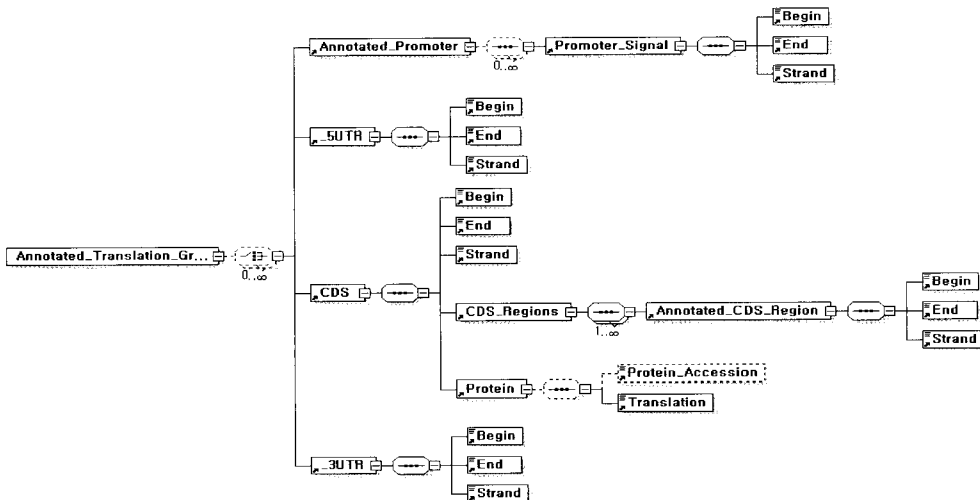 Annotated_Promoter
0..∞
Promoter_Signal
Begin
End
Strand
_5UTR
Begin
End
Strand
Annotated_Translation_Gr...
0..∞
CDS
Begin
End
Strand
CDS_Regions
1..∞
Annotated_CDS_Region
Begin
End
Strand
Protein
Protein_Accession
Translation
_3UTR
Begin
End
Strand